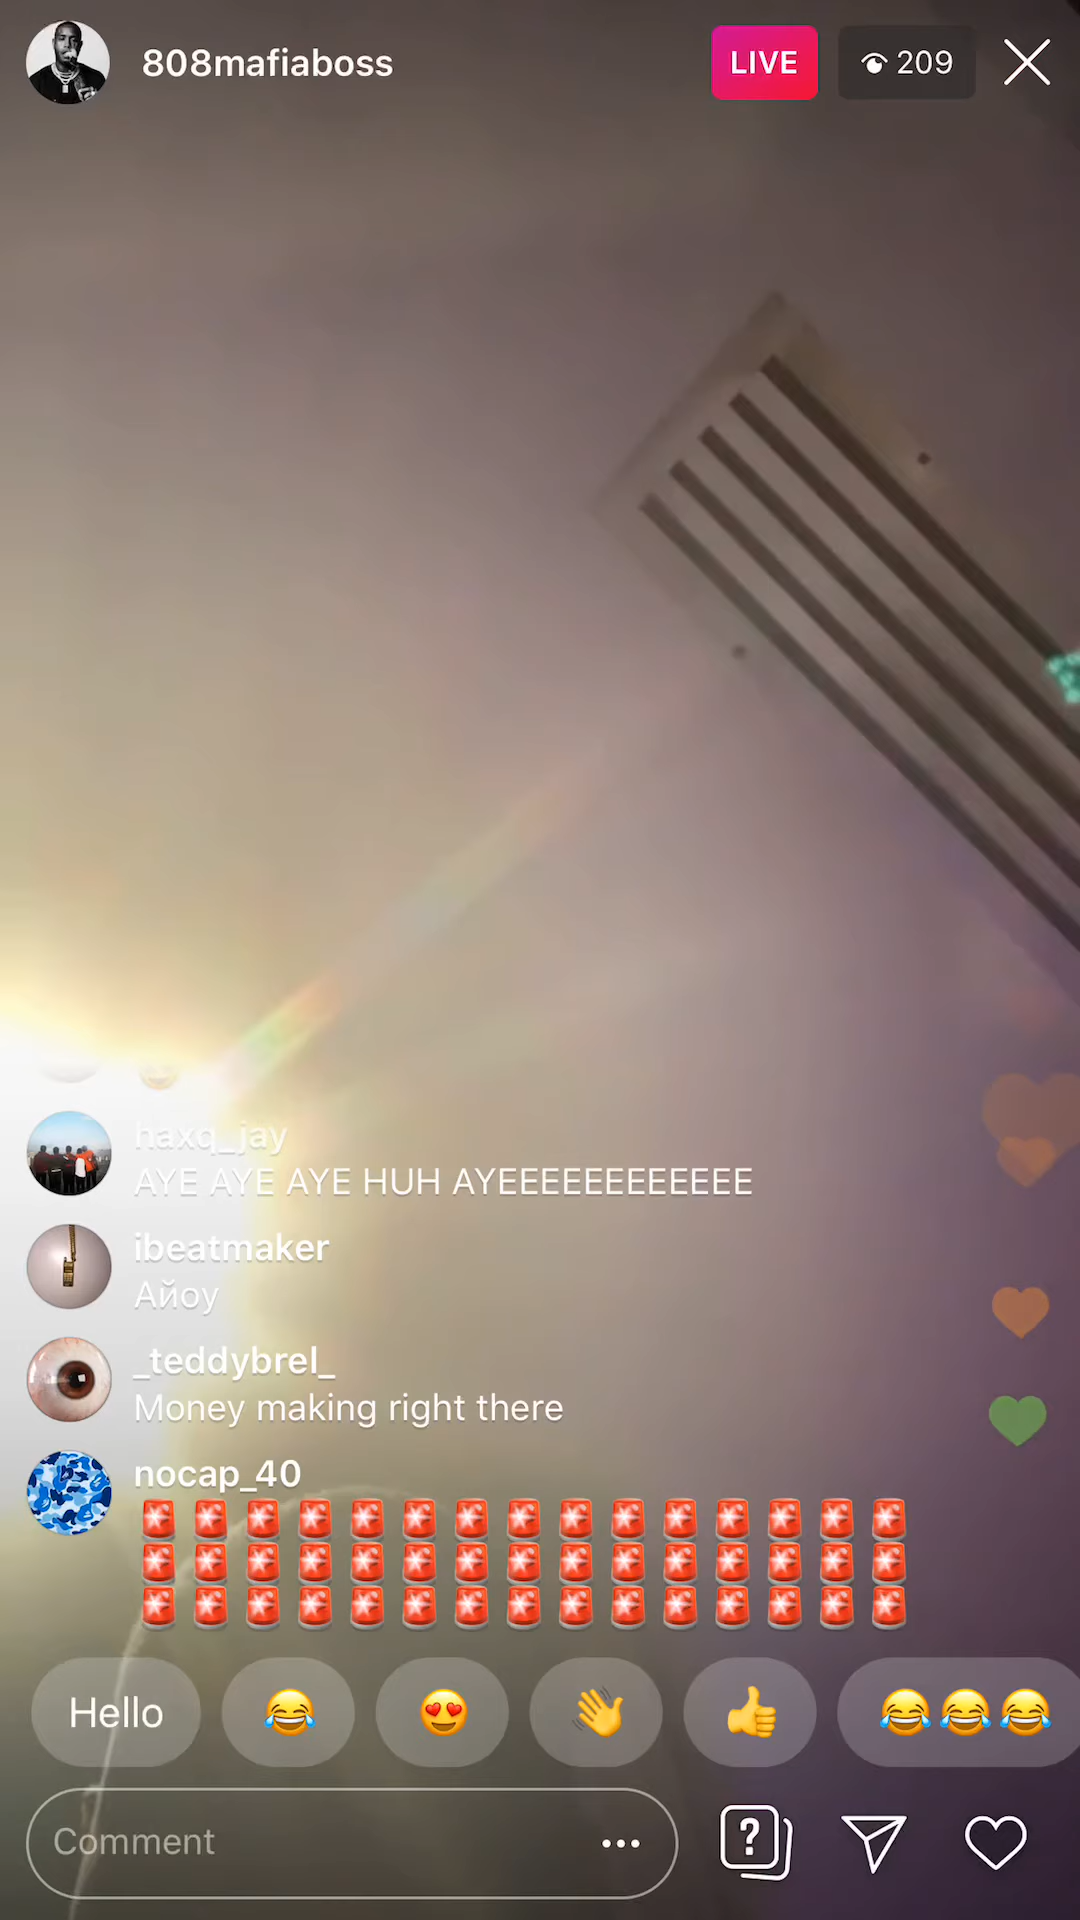 808mafiaboss
LIVE
209
haxq_jay
AYE AYE AYE HUH AYEEEEEEEEEEEE
ibeatmaker
Айоу
_teddybrel_
Money making right there
nocap_40
🚨🚨🚨🚨🚨🚨🚨🚨🚨🚨🚨🚨🚨🚨🚨
🚨🚨🚨🚨🚨🚨🚨🚨🚨🚨🚨🚨🚨🚨🚨
🚨🚨🚨🚨🚨🚨🚨🚨🚨🚨🚨🚨🚨🚨🚨
Hello 😂 😍 👋 👍 😂😂😂
Comment